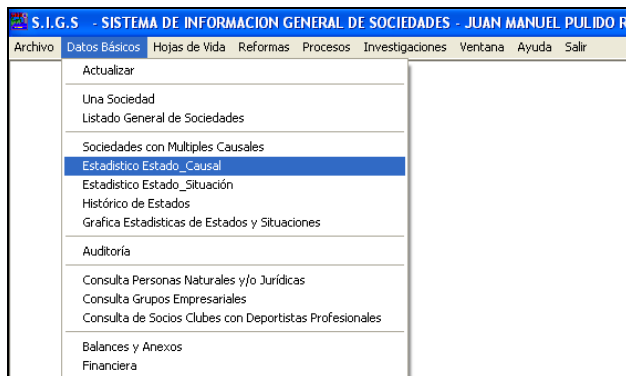 S.I.G.S - SISTEMA DE INFORMACION GENERAL DE SOCIEDADES - JUAN MANUEL PULIDO R
Archivo Datos Básicos Hojas de Vida Reformas Procesos Investigaciones Ventana Ayuda Salir
Actualizar
Una Sociedad
Listado General de Sociedades
Sociedades con Multiples Causales
Estadistico Estado_Causal
Estadistico Estado_Situación
Histórico de Estados
Grafica Estadisticas de Estados y Situaciones
Auditoría
Consulta Personas Naturales y/o Jurídicas
Consulta Grupos Empresariales
Consulta de Socios Clubes con Deportistas Profesionales
Balances y Anexos
Financiera